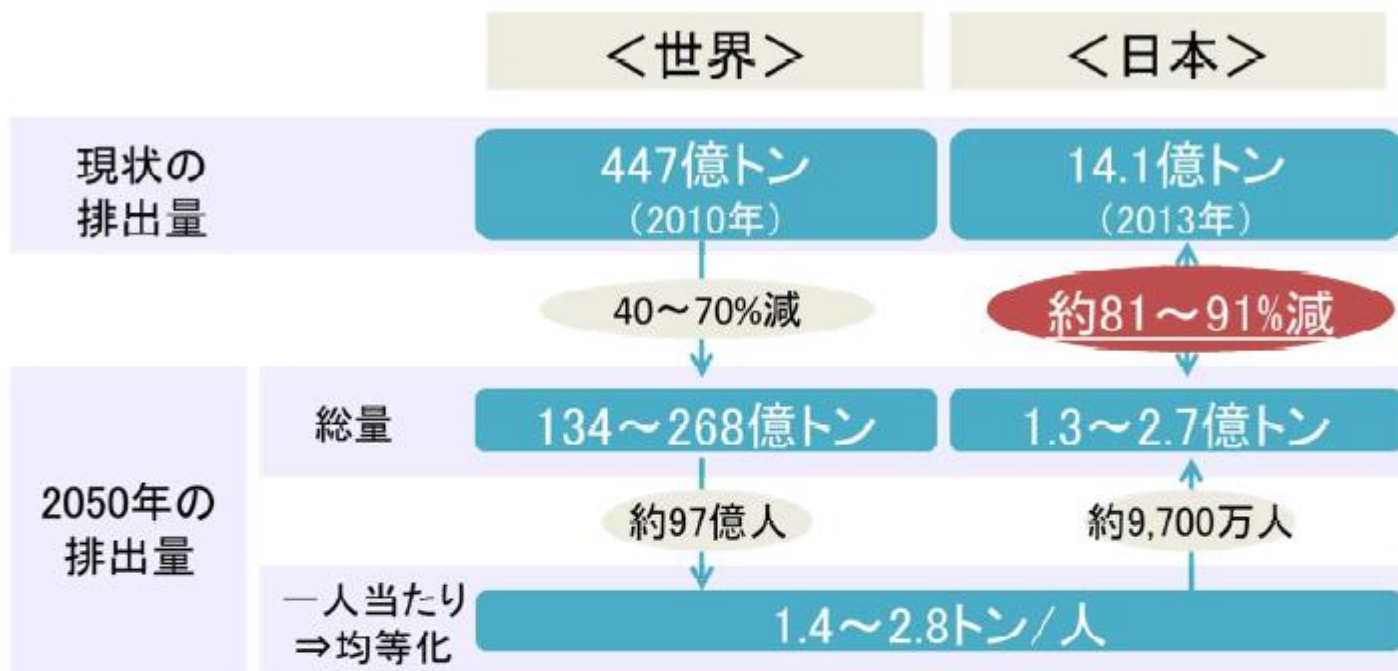 ＜世界＞
＜日本＞
現状の
排出量
447億トン
（2010年）
14.1億トン
（2013年）
40～70%減
約81～91%減
2050年の
排出量
総量
134～268億トン
1.3～2.7億トン
約97億人
約9,700万人
一人当たり
⇒均等化
1.4～2.8トン/人